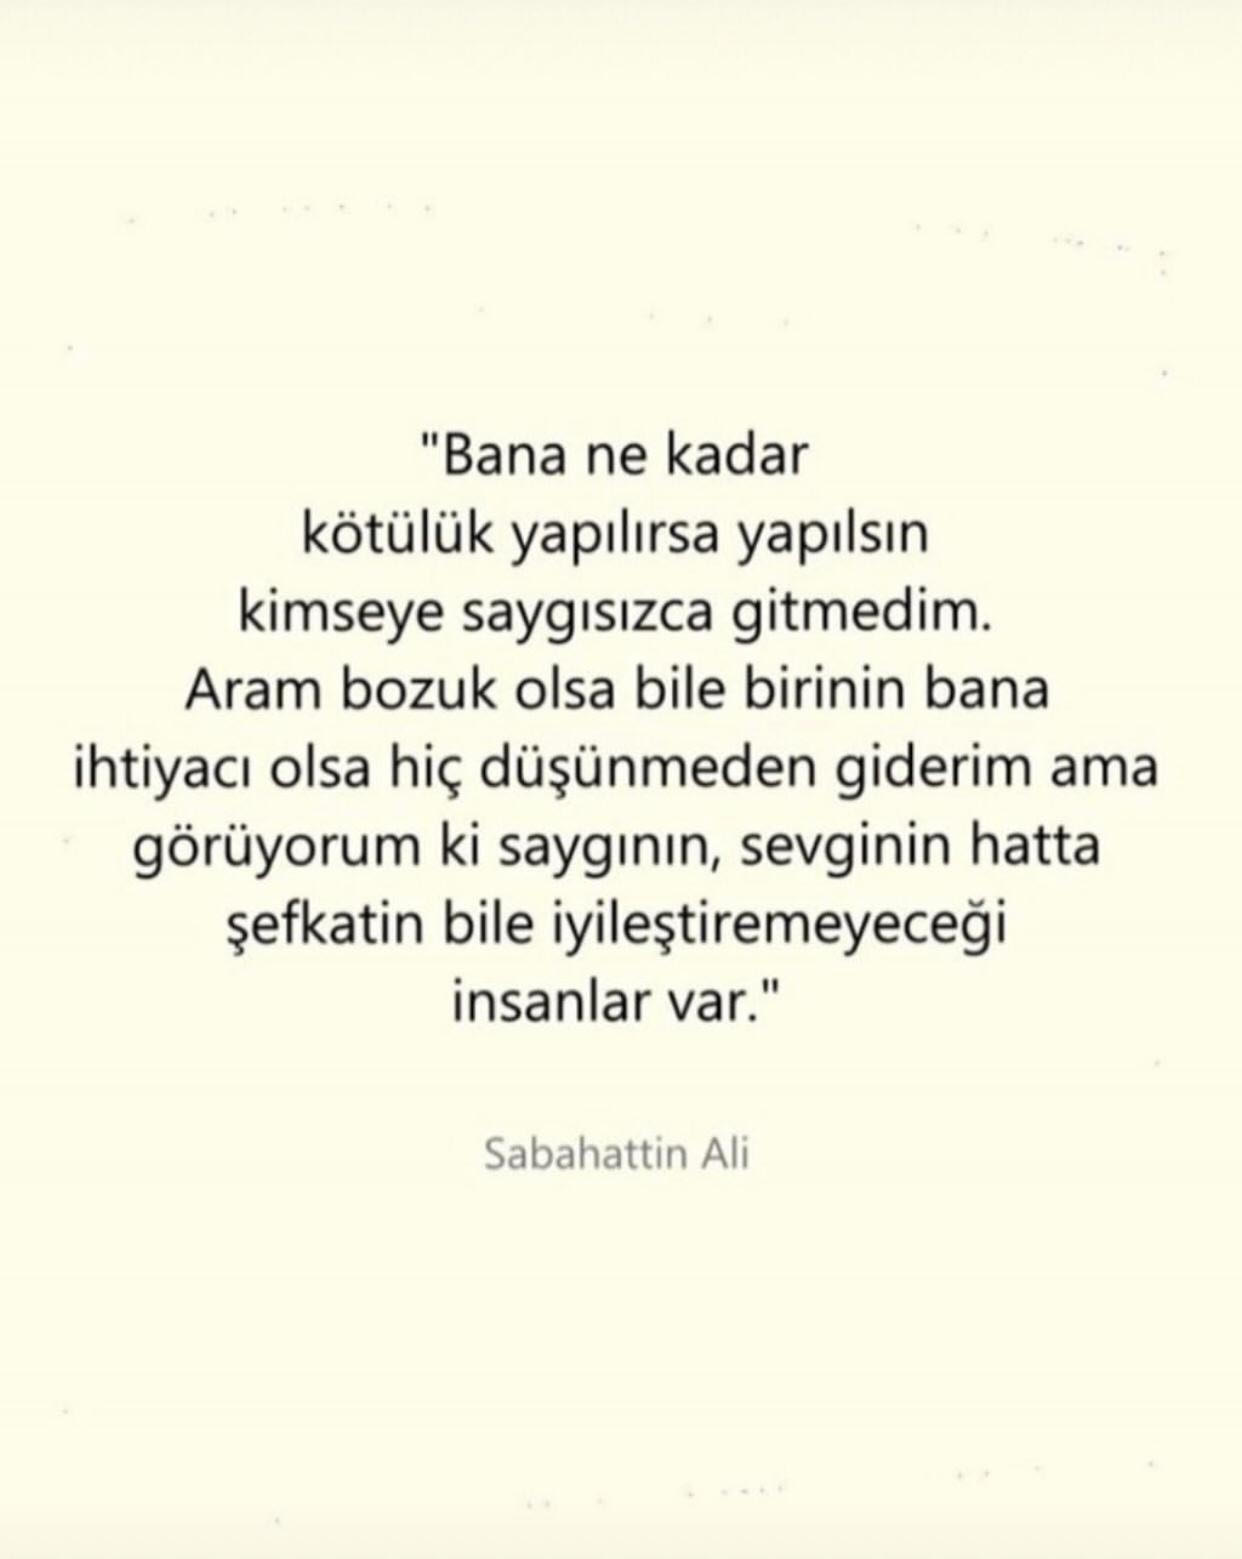 "Bana ne kadar
kötülük yapılırsa yapılsın
kimseye saygısızca gitmedim.
Aram bozuk olsa bile birinin bana
ihtiyacı olsa hiç düşünmeden giderim ama
görüyorum ki saygının, sevginin hatta
şefkatin bile iyileştiremeyeceği
insanlar var."
Sabahattin Ali